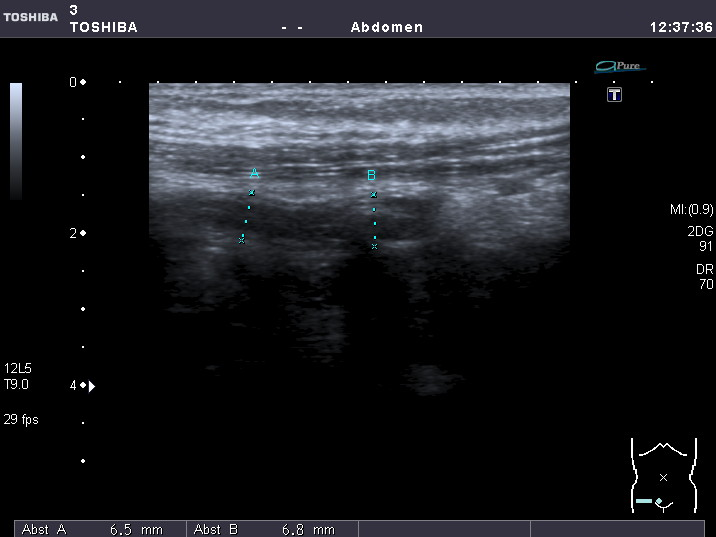 TOSHIBA
3
TOSHIBA - - Abdomen 12:37:36
0
Pure
T
A
B
2
MI:(0.9)
2DG
91
DR
70
12L5
T9.0
4
29 fps
Abst A 6.5 mm Abst B 6.8 mm